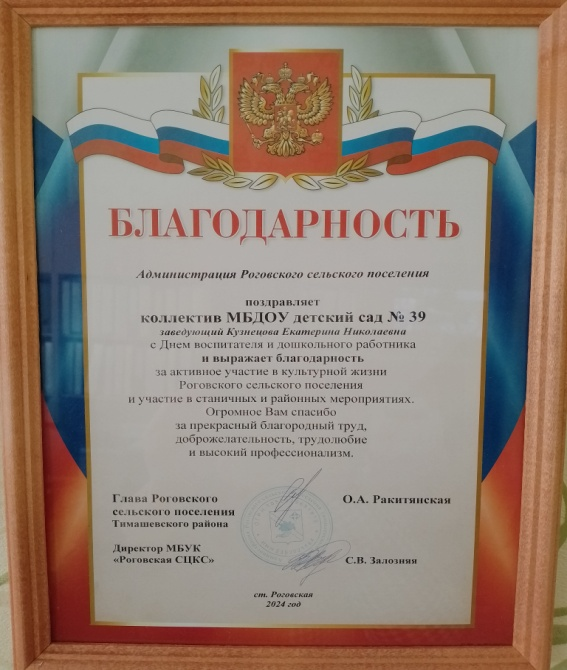 БЛАГОДАРНОСТЬ
Администрация Роговского сельского поселения
поздравляет
коллектив МБДОУ детский сад № 39
заведующий Кузнецова Екатерина Николаевна
с Днем воспитателя и дошкольного работника
и выражает благодарность
за активное участие в культурной жизни
Роговского сельского поселения
и участие в станичных и районных мероприятиях.
Огромное Вам спасибо
за прекрасный благородный труд,
доброжелательность, трудолюбие
и высокий профессионализм.
Глава Роговского
сельского поселения О.А. Ракитянская
Тимашевского района
Директор МБУК
«Роговская СЦКС» С.В. Залозняя
ст. Роговская
2024 год